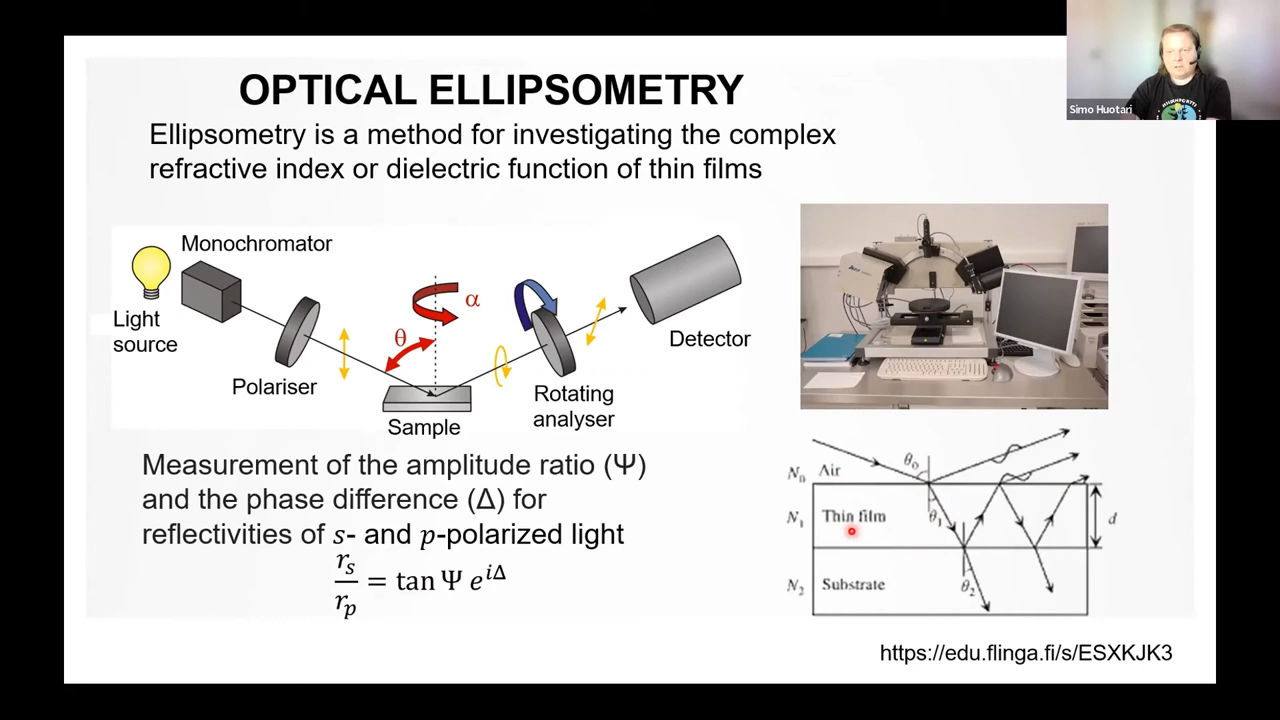 OPTICAL ELLIPSOMETRY
Simo Huotari
Ellipsometry is a method for investigating the complex
refractive index or dielectric function of thin films
Monochromator
Light
source
Polariser
θ
α
Sample
Rotating
analyser
Detector
Measurement of the amplitude ratio (Ψ)
and the phase difference (Δ) for
reflectivities of s- and p-polarized light
r_s/r_p = tan Ψ e^{iΔ}
N₀ Air θ₀
N₁ Thin film θ₁ d
N₂ Substrate θ₂
https://edu.flinga.fi/s/ESXKJK3